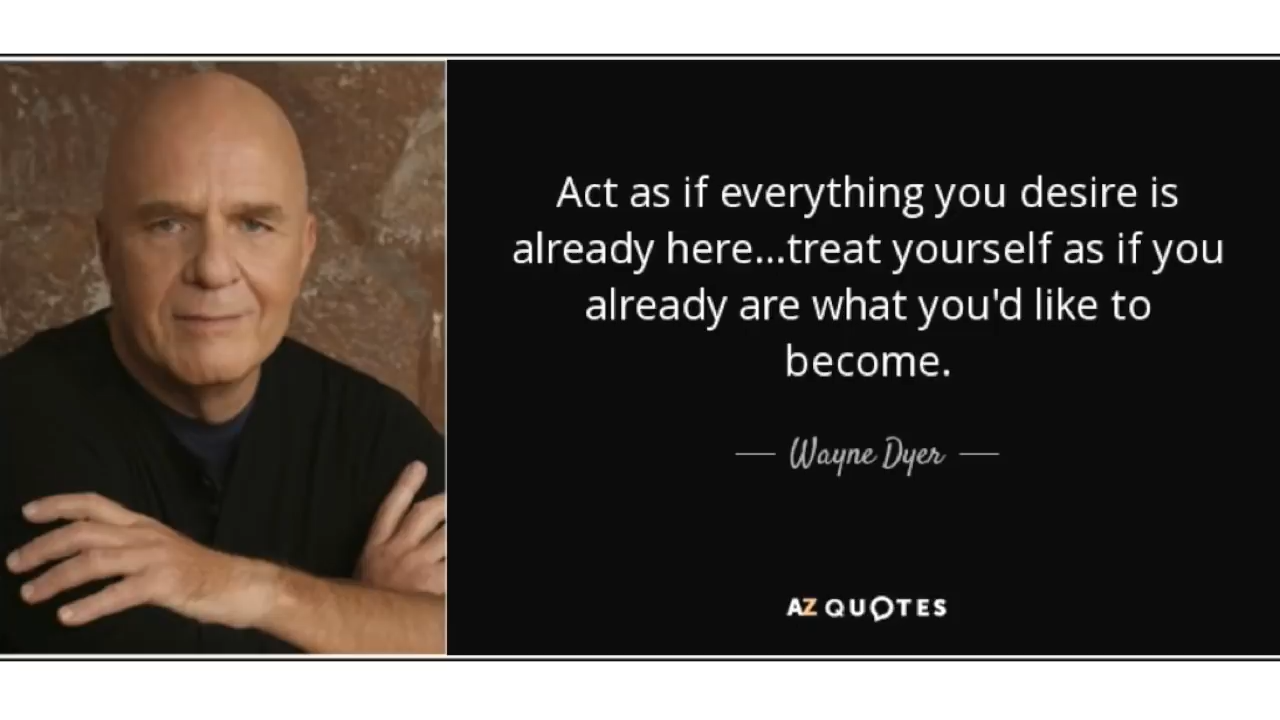 Act as if everything you desire is
already here...treat yourself as if you
already are what you'd like to
become.
Wayne Dyer
AZ QUOTES